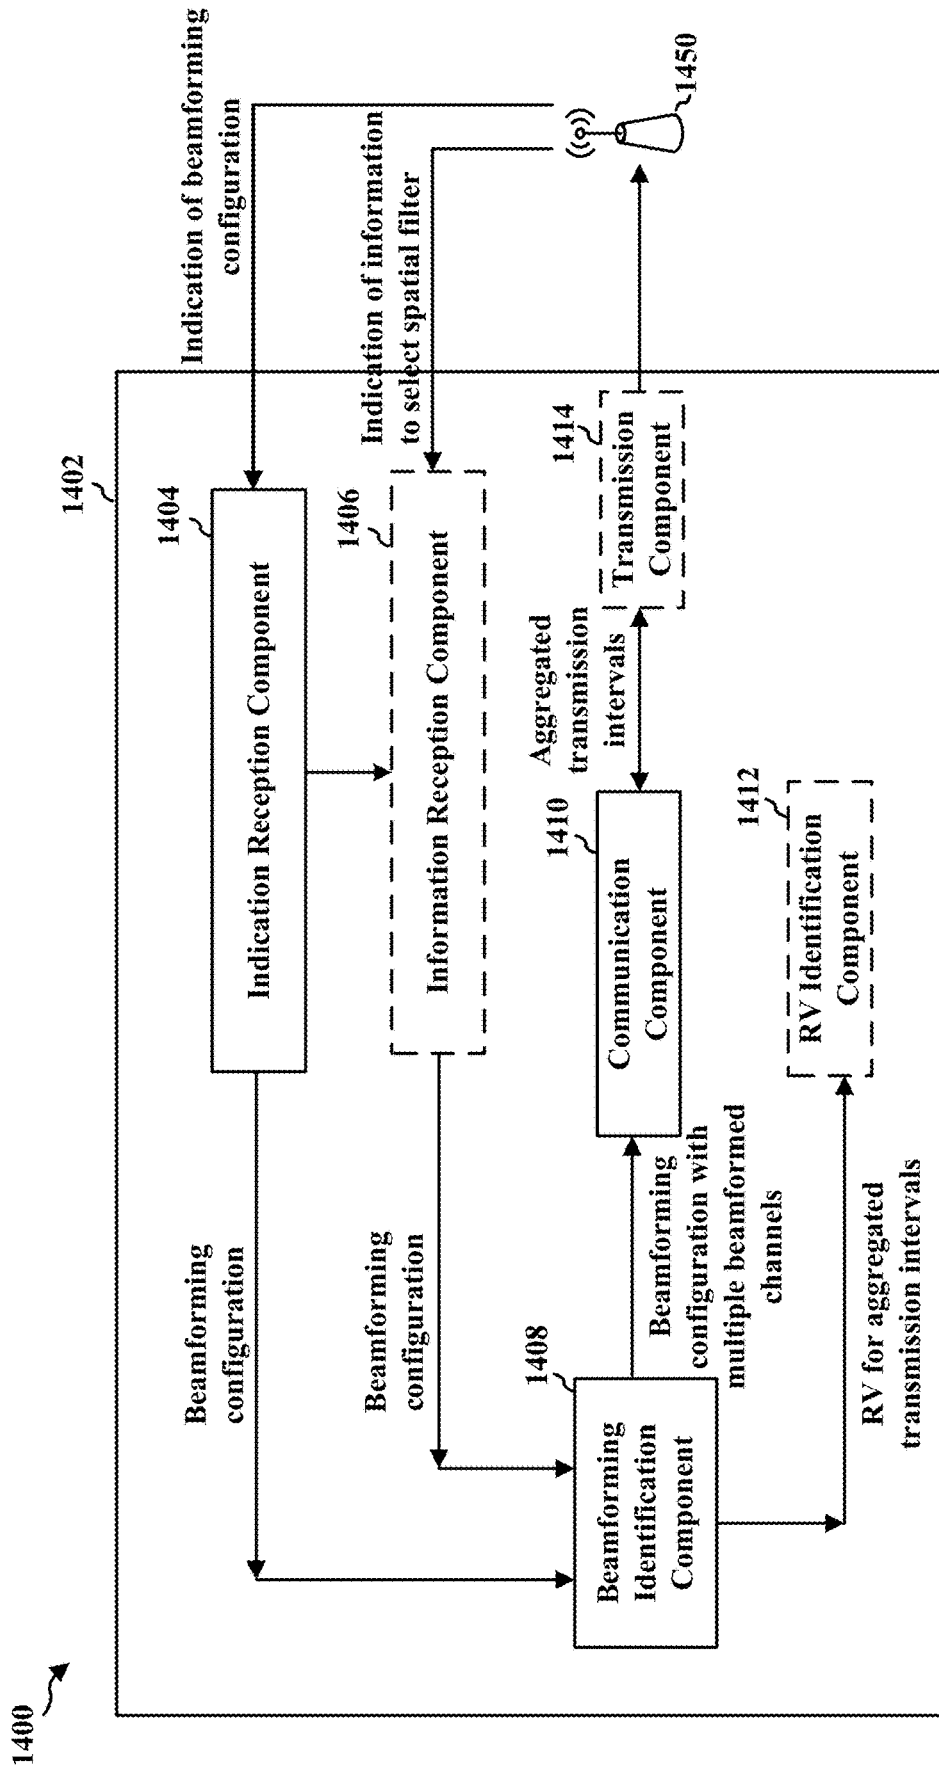 1400
1402
Indication of beamforming
configuration
1404
Indication Reception Component
Beamforming
configuration
Indication of information
to select spatial filter
1406
Information Reception Component
Beamforming
configuration
1450
1408
Beamforming
Identification
Component
Beamforming
configuration with
multiple beamformed
channels
1410
Communication
Component
Aggregated
transmission
intervals
1414
Transmission
Component
1412
RV Identification
Component
RV for aggregated
transmission intervals